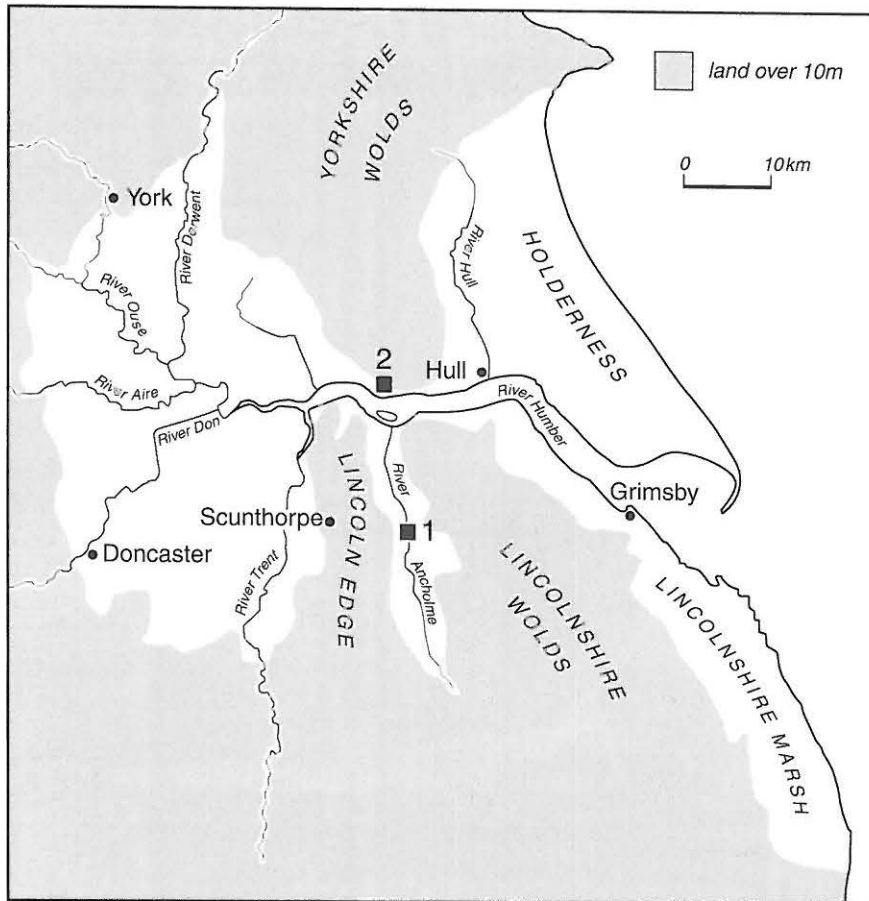 land over 10m
0 10km
YORKSHIRE
WOLDS
York
River Derwent
River Hull
HOLDERNESS
River Ouse
2
Hull
River Aire
River Humber
River Don
LINCOLN EDGE
River
Ancholme
Grimsby
Scunthorpe
1
Doncaster
River Trent
LINCOLNSHIRE
WOLDS
LINCOLNSHIRE MARSH